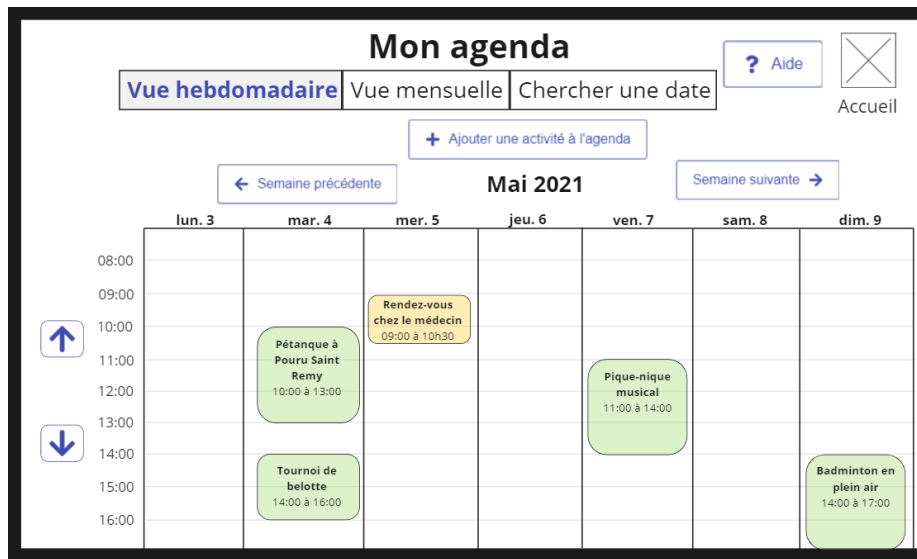 Mon agenda
? Aide
Accueil
Vue hebdomadaire
Vue mensuelle
Chercher une date
+ Ajouter une activité à l'agenda
← Semaine précédente
Mai 2021
Semaine suivante →
lun. 3
mar. 4
mer. 5
jeu. 6
ven. 7
sam. 8
dim. 9
08:00
09:00
10:00
11:00
12:00
13:00
14:00
15:00
16:00
Pétanque à
Pouru Saint
Remy
10:00 à 13:00
Tournoi de
belotte
14:00 à 16:00
Rendez-vous
chez le médecin
09:00 à 10h30
Pique-nique
musical
11:00 à 14:00
Badminton en
plein air
14:00 à 17:00